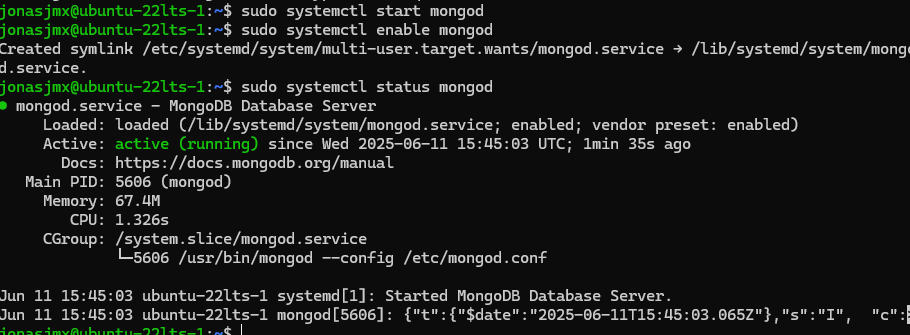 jonasjmx@ubuntu-22lts-1:~$ sudo systemctl start mongod
jonasjmx@ubuntu-22lts-1:~$ sudo systemctl enable mongod
Created symlink /etc/systemd/system/multi-user.target.wants/mongod.service → /lib/systemd/system/mongo
d.service.
jonasjmx@ubuntu-22lts-1:~$ sudo systemctl status mongod
● mongod.service - MongoDB Database Server
Loaded: loaded (/lib/systemd/system/mongod.service; enabled; vendor preset: enabled)
Active: active (running) since Wed 2025-06-11 15:45:03 UTC; 1min 35s ago
Docs: https://docs.mongodb.org/manual
Main PID: 5606 (mongod)
Memory: 67.4M
CPU: 1.326s
CGroup: /system.slice/mongod.service
└─5606 /usr/bin/mongod --config /etc/mongod.conf
Jun 11 15:45:03 ubuntu-22lts-1 systemd[1]: Started MongoDB Database Server.
Jun 11 15:45:03 ubuntu-22lts-1 mongod[5606]: {"t":{"$date":"2025-06-11T15:45:03.065Z"},"s":"I", "c":
jonasjmx@ubuntu-22lts-1:~$